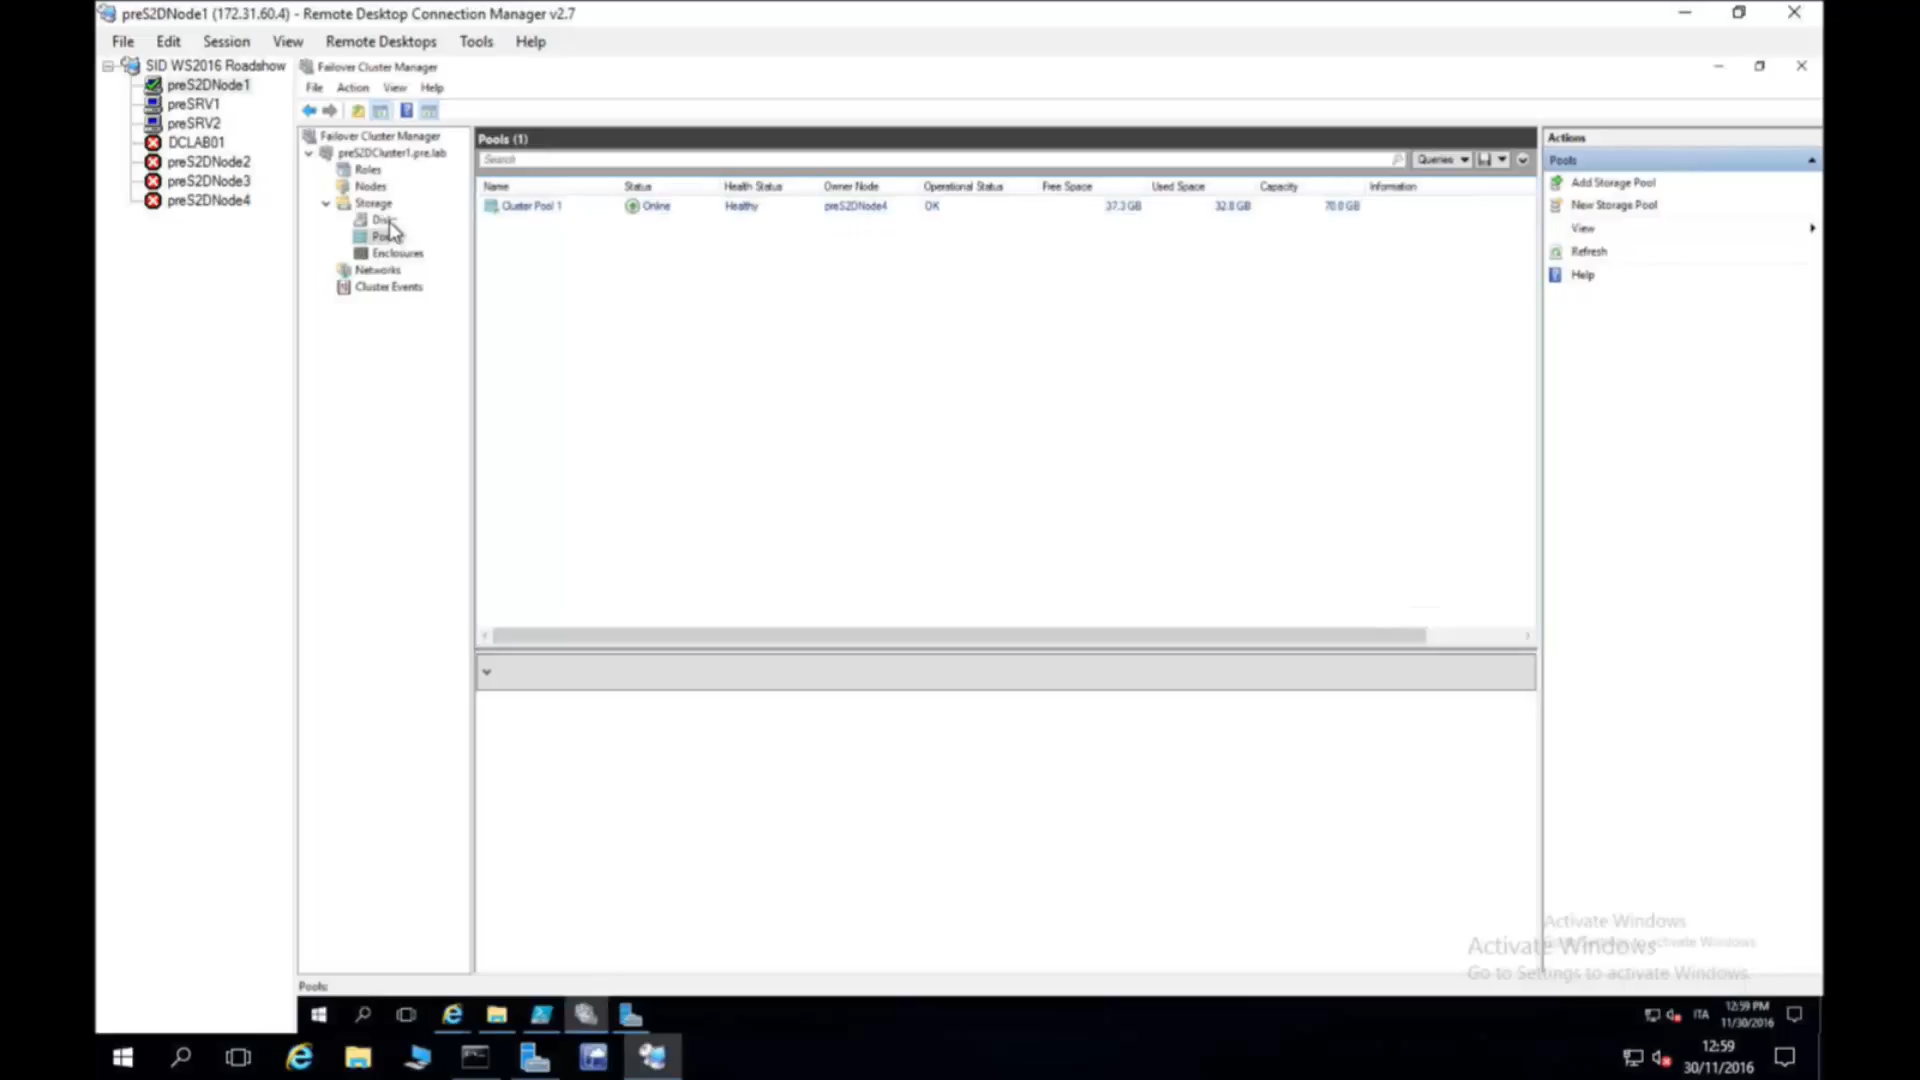 preS2DNode1 (172.31.60.4) - Remote Desktop Connection Manager v2.7
File Edit Session View Remote Desktops Tools Help
SID WS2016 Roadshow
preS2DNode1
preSRV1
preSRV2
DCLAB01
preS2DNode2
preS2DNode3
preS2DNode4
Failover Cluster Manager
File Action View Help
Failover Cluster Manager
preS2DCluster1.pre.lab
Roles
Nodes
Storage
Enclosures
Networks
Cluster Events
Pools (1)
Search
Queries
Name Status Health Status Owner Node Operational Status Free Space Used Space Capacity Information
Cluster Pool 1 Online Healthy preS2DNode4 OK 37.3 GB 32.8 GB 70.0 GB
Actions
Pools
Add Storage Pool
New Storage Pool
View
Refresh
Help
Activate Windows
Activate Windows
Go to Settings to activate Windows.
Pools:
ITA
12:59 PM
11/30/2016
12:59
30/11/2016